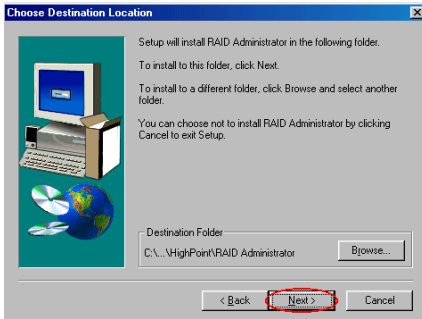 Choose Destination Location
Setup will install RAID Administrator in the following folder.
To install to this folder, click Next.
To install to a different folder, click Browse and select another
folder.
You can choose not to install RAID Administrator by clicking
Cancel to exit Setup.
Destination Folder
C:\...\HighPoint\RAID Administrator
Browse...
< Back
Next >
Cancel